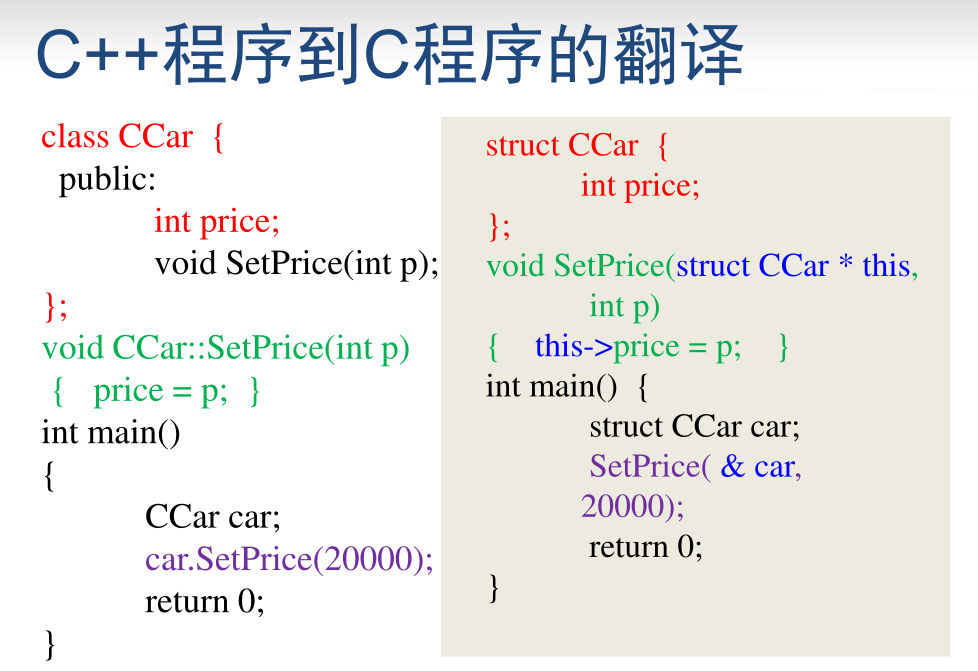 C++程序到C程序的翻译
class CCar {
public:
int price;
void SetPrice(int p);
};
void CCar::SetPrice(int p)
{ price = p; }
int main()
{
CCar car;
car.SetPrice(20000);
return 0;
}
struct CCar {
int price;
};
void SetPrice(struct CCar * this,
int p)
{ this->price = p; }
int main() {
struct CCar car;
SetPrice( & car,
20000);
return 0;
}